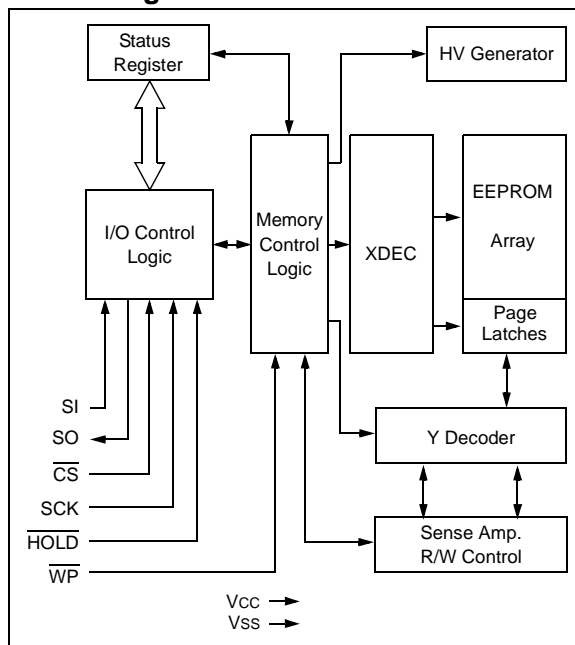 Status
Register
HV Generator
I/O Control
Logic
Memory
Control
Logic
XDEC
EEPROM
Array
Page
Latches
SI
SO
CS
SCK
HOLD
WP
Y Decoder
Sense Amp.
R/W Control
VCC
VSS